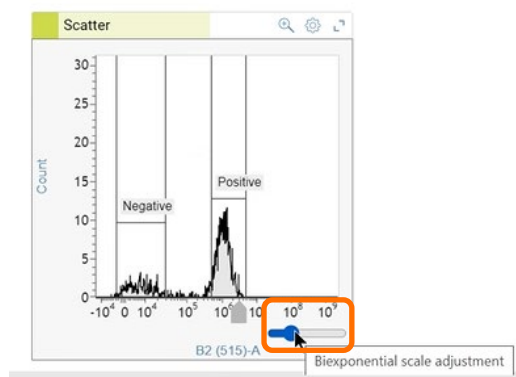 Scatter
30
25
20
15
10
5
0
Count
Negative
Positive
-10⁴ 0 10⁴ 10⁵ 10⁶ 10 10⁸ 10⁹
B2 (515)-A
Biexponential scale adjustment